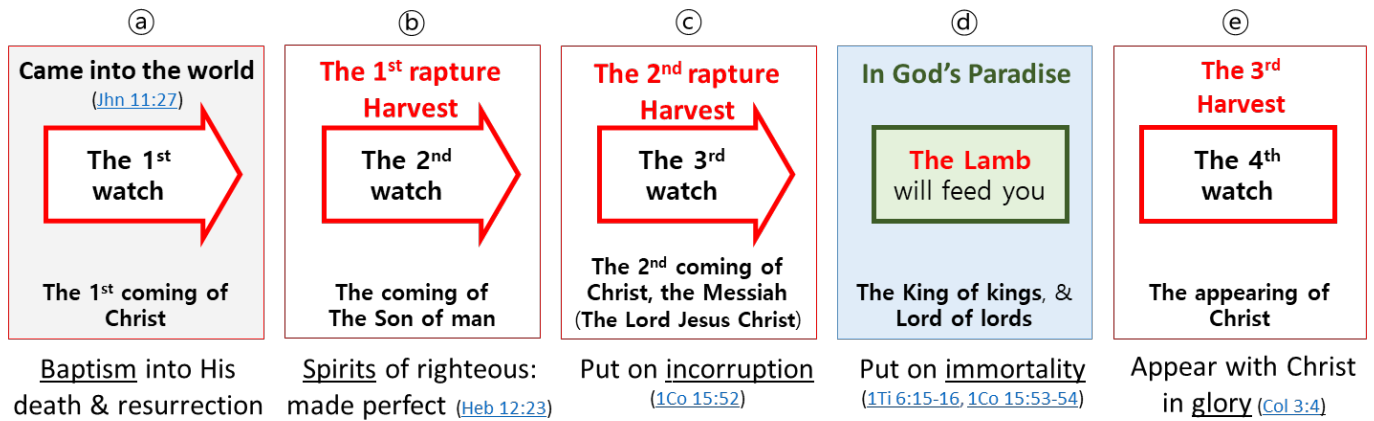 ⓐ
Came into the world
(Jhn 11:27)
The 1st
watch
The 1st coming of
Christ
Baptism into His
death & resurrection
ⓑ
The 1st rapture
Harvest
The 2nd
watch
The coming of
The Son of man
Spirits of righteous:
made perfect (Heb 12:23)
ⓒ
The 2nd rapture
Harvest
The 3rd
watch
The 2nd coming of
Christ, the Messiah
(The Lord Jesus Christ)
Put on incorruption
(1Co 15:52)
ⓓ
In God's Paradise
The Lamb
will feed you
The King of kings, &
Lord of lords
Put on immortality
(1Ti 6:15-16, 1Co 15:53-54)
ⓔ
The 3rd
Harvest
The 4th
watch
The appearing of
Christ
Appear with Christ
in glory (Col 3:4)